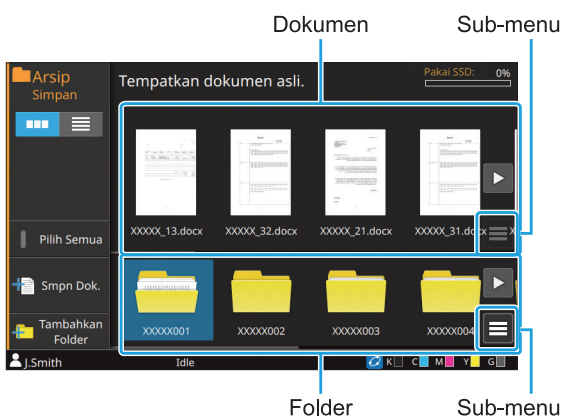 Dokumen
Sub-menu
Arsip
Simpan
Tempatkan dokumen asli.
Pakai SSD: 0%
XXXXX_13.docx
XXXXX_32.docx
XXXXX_21.docx
XXXXX_31.docx
X
Pilih Semua
Smpn Dok.
Tambahkan
Folder
XXXXX001
XXXXX002
XXXXX003
XXXXX004
J.Smith
Idle
K
C
M
Y
G
Folder
Sub-menu